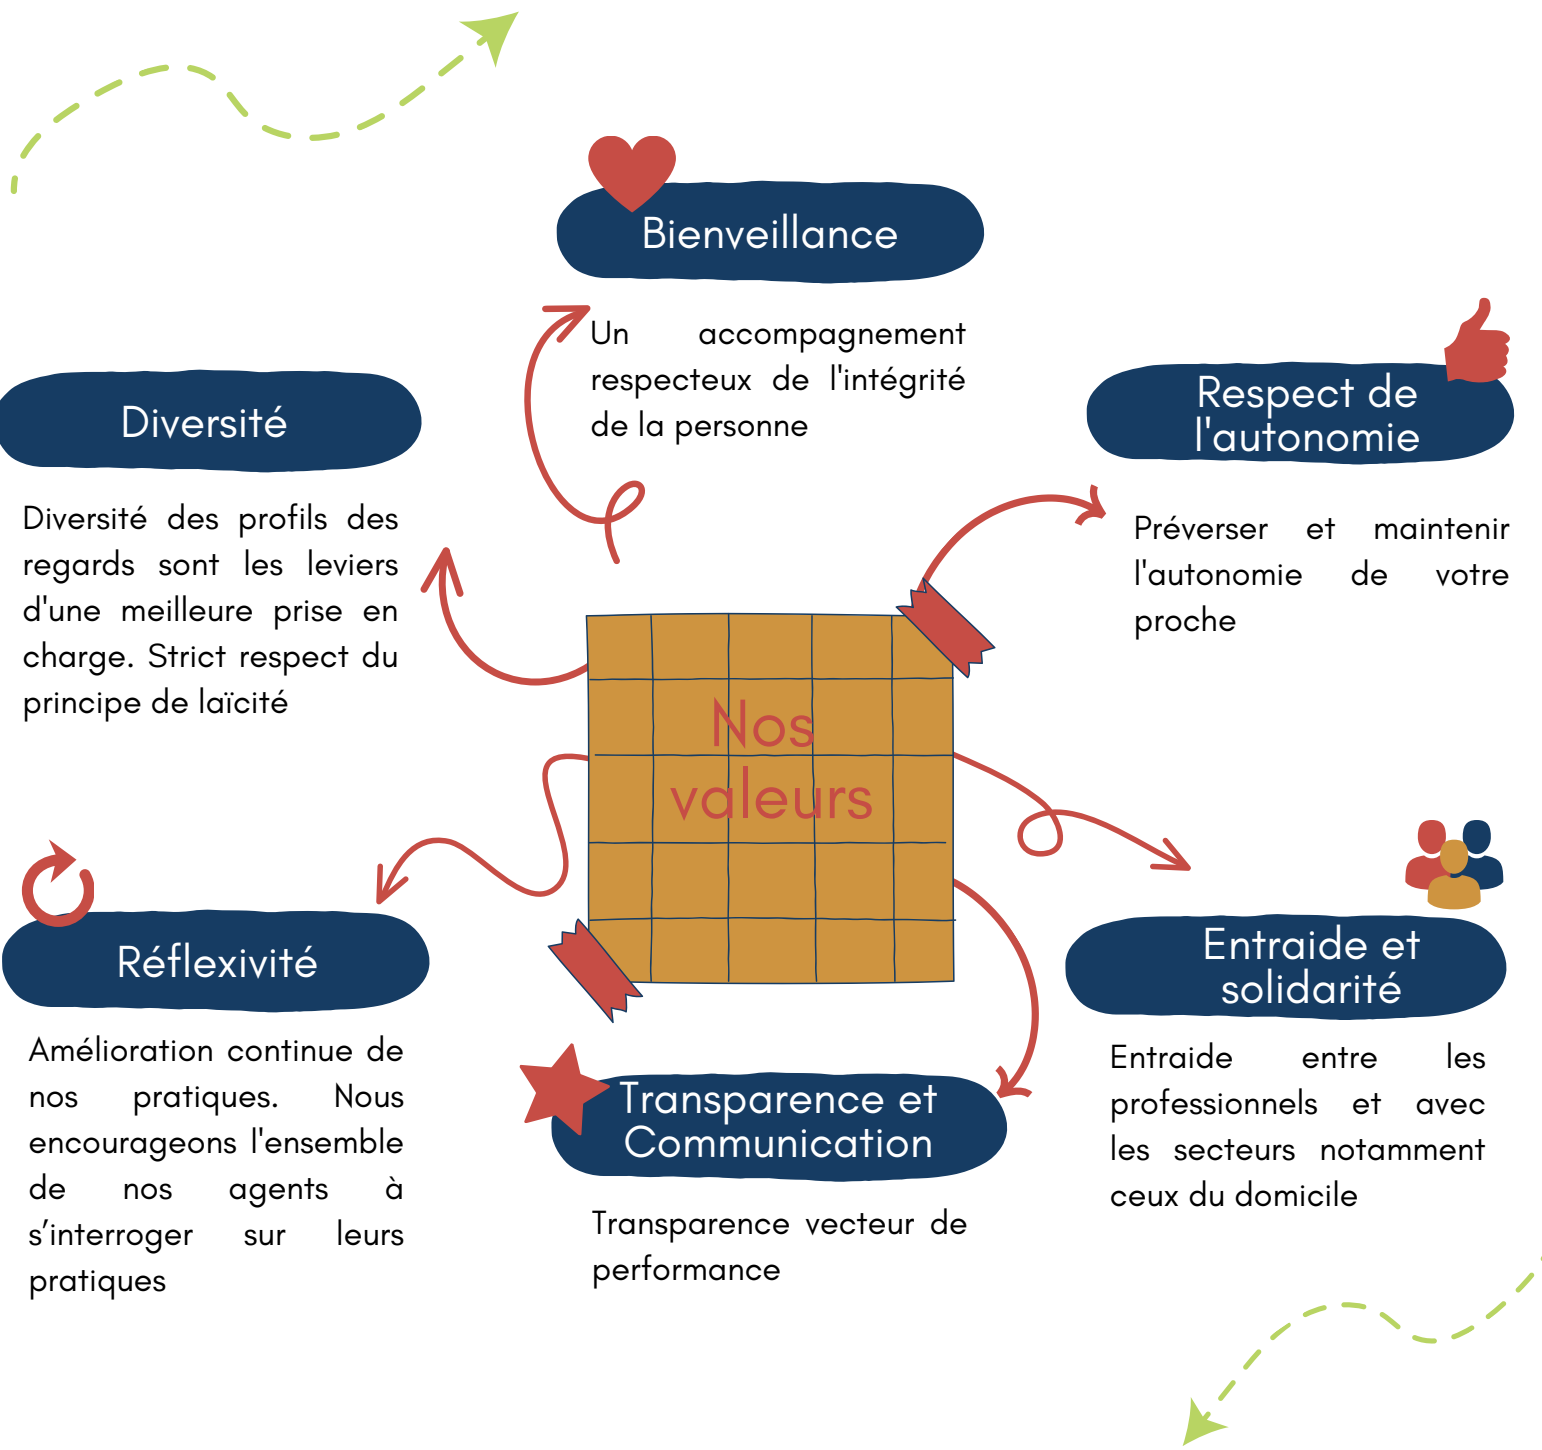 Bienveillance
Un accompagnement
respecteux de l'intégrité
de la personne
Diversité
Diversité des profils des
regards sont les leviers
d'une meilleure prise en
charge. Strict respect du
principe de laïcité
Respect de
l'autonomie
Préverser et maintenir
l'autonomie de votre
proche
Nos
valeurs
Réflexivité
Amélioration continue de
nos pratiques. Nous
encourageons l'ensemble
de nos agents à
s’interroger sur leurs
pratiques
Transparence et
Communication
Transparence vecteur de
performance
Entraide et
solidarité
Entraide entre les
professionnels et avec
les secteurs notamment
ceux du domicile